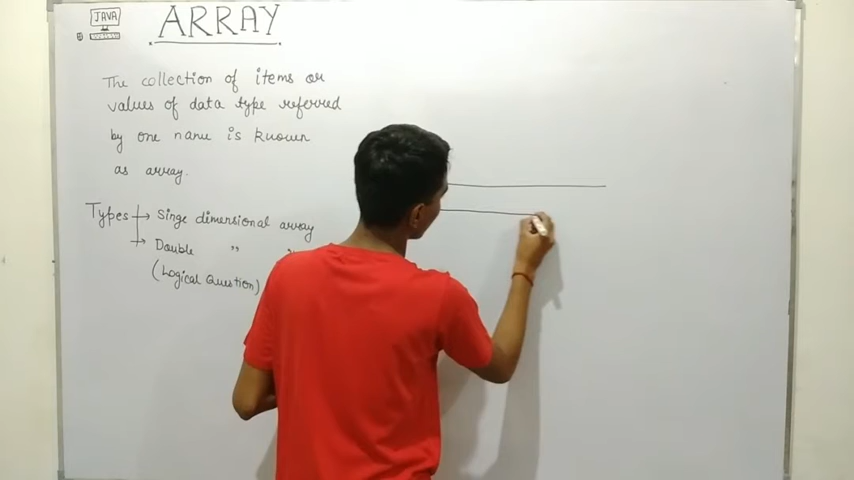 JAVA
ARRAY
The collection of items or
values of data type referred
by one name is known
as array.
Types → Singe dimensional array
→ Double " "
(Logical Question)